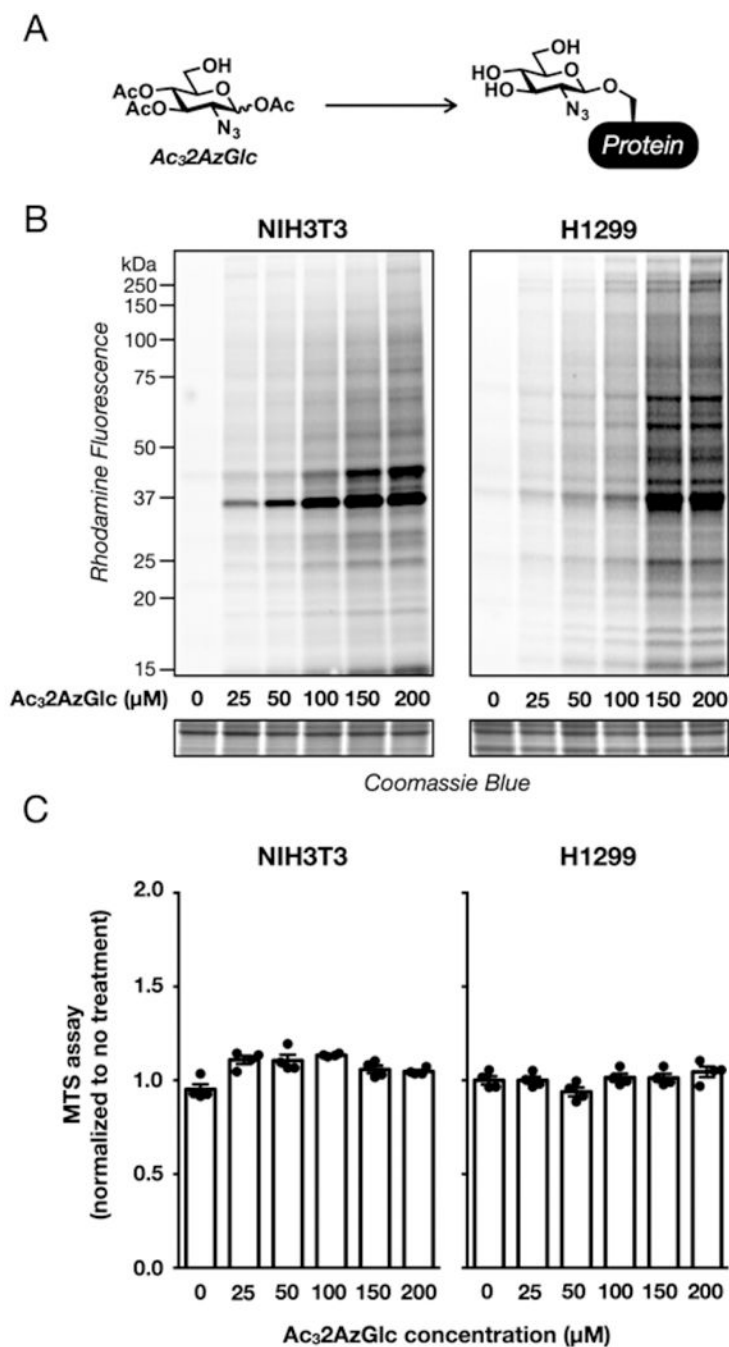 A
OH
AcO
AcO
O
OAc
N₃
Ac₃2AzGlc
OH
HO
HO
O
O
N₃
Protein
B
NIH3T3
H1299
kDa
250
150
100
75
50
37
25
20
15
Rhodamine Fluorescence
Ac₃2AzGlc (µM) 0 25 50 100 150 200 0 25 50 100 150 200
Coomassie Blue
C
NIH3T3
H1299
MTS assay
(normalized to no treatment)
2.0
1.5
1.0
0.5
0.0
0 25 50 100 150 200 0 25 50 100 150 200
Ac₃2AzGlc concentration (µM)